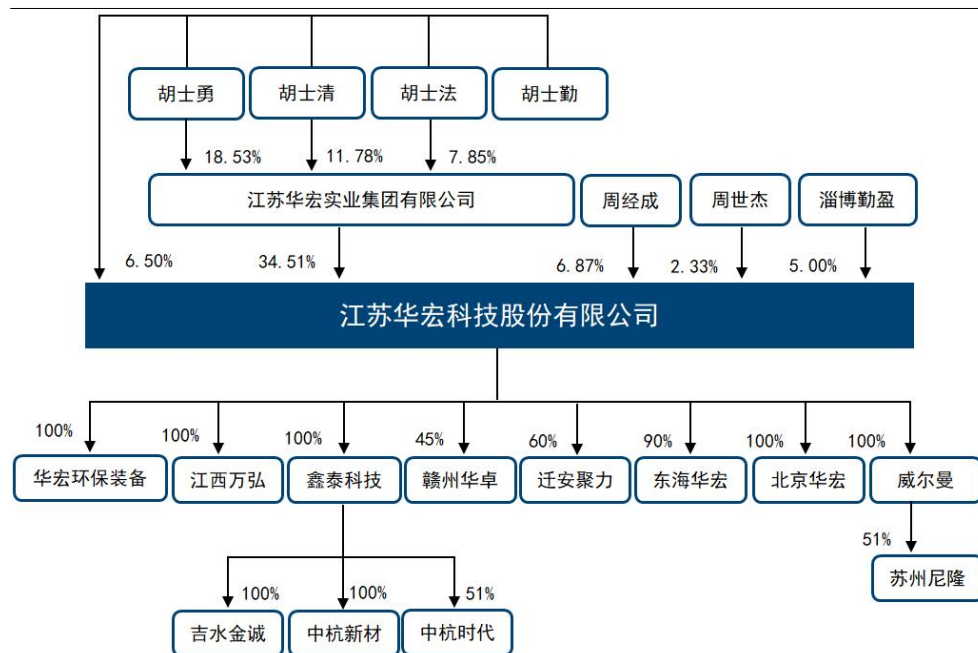 胡士勇
胡士清
胡士法
胡士勤
18.53%
11.78%
7.85%
江苏华宏实业集团有限公司
周经成
周世杰
淄博勤盈
6.50%
34.51%
6.87%
2.33%
5.00%
江苏华宏科技股份有限公司
100%
100%
100%
45%
60%
90%
100%
100%
华宏环保装备
江西万弘
鑫泰科技
赣州华卓
迁安聚力
东海华宏
北京华宏
威尔曼
51%
苏州尼隆
100%
100%
51%
吉水金诚
中杭新材
中杭时代